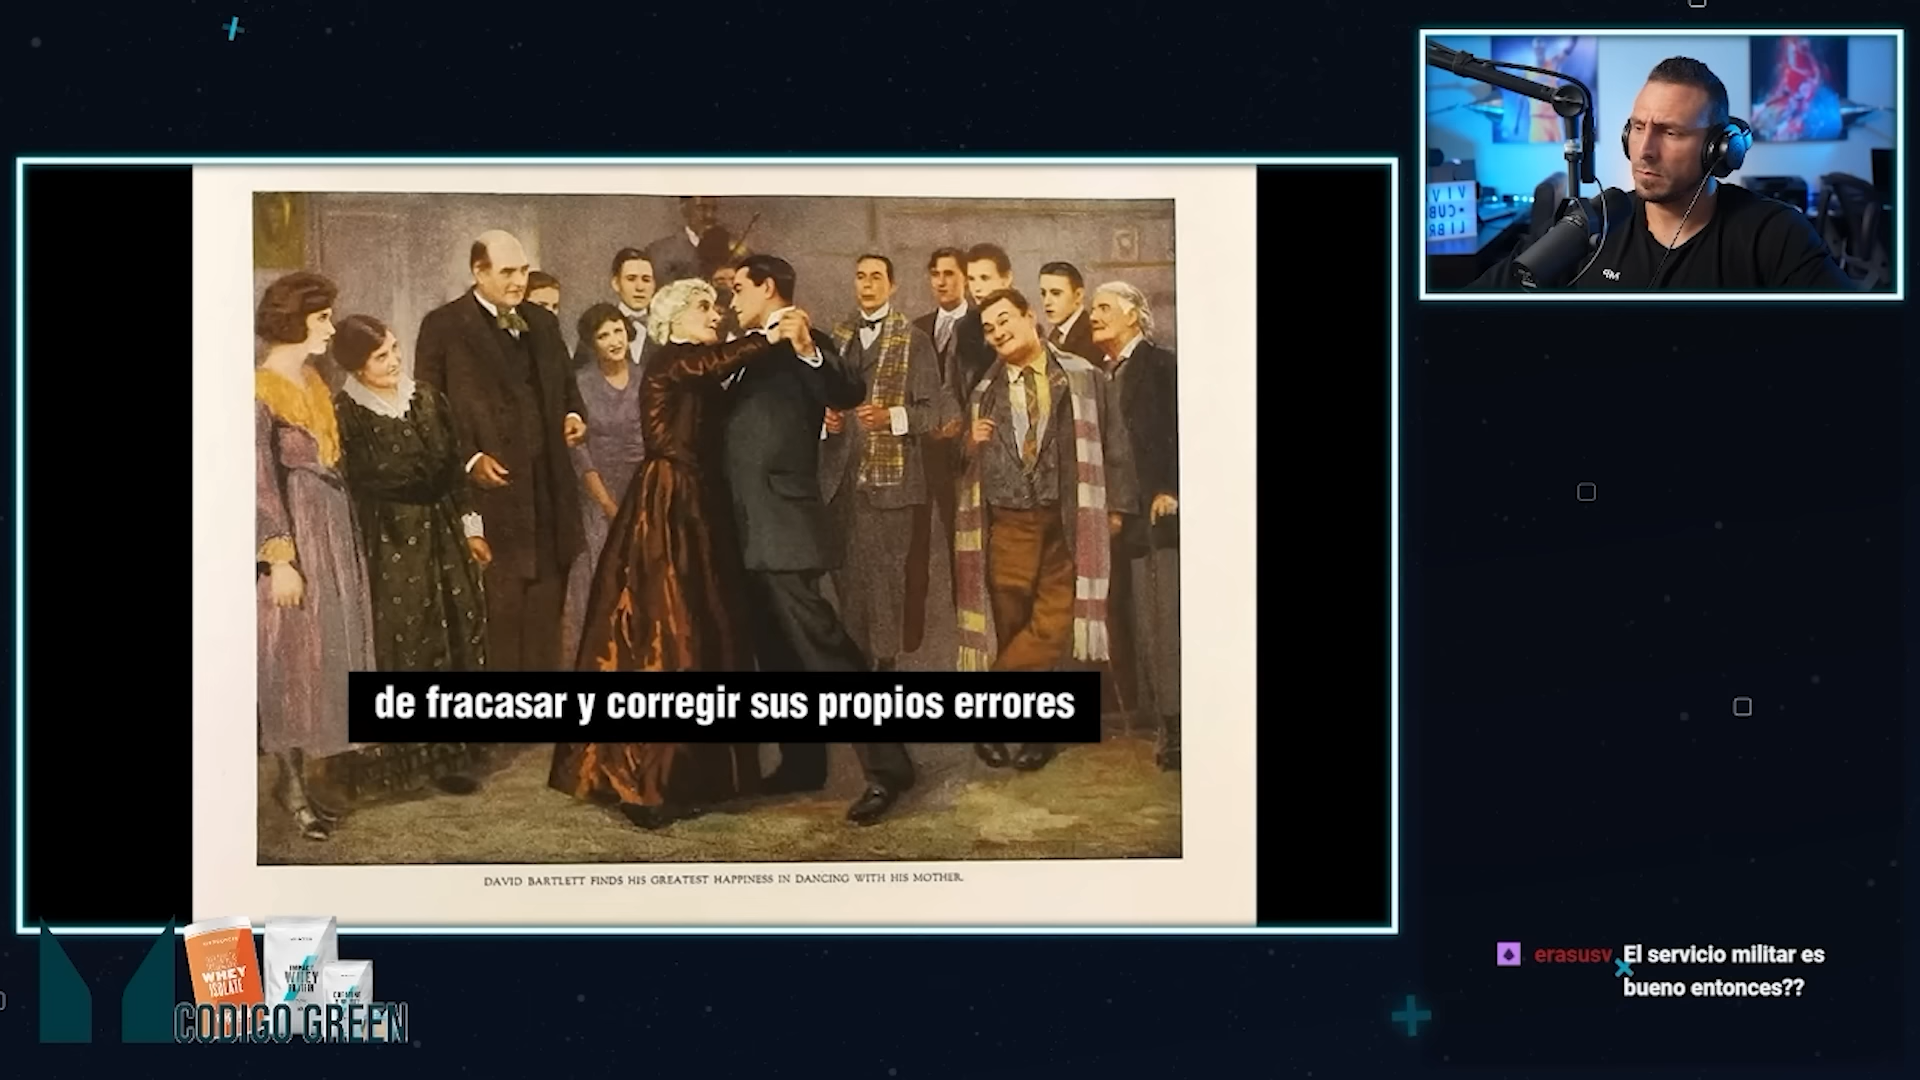 de fracasar y corregir sus propios errores
DAVID BARTLETT FINDS HIS GREATEST HAPPINESS IN DANCING WITH HIS MOTHER.
WHEY
ISOLATE
WHEY
CODIGO GREEN
erasusv El servicio militar es
bueno entonces??